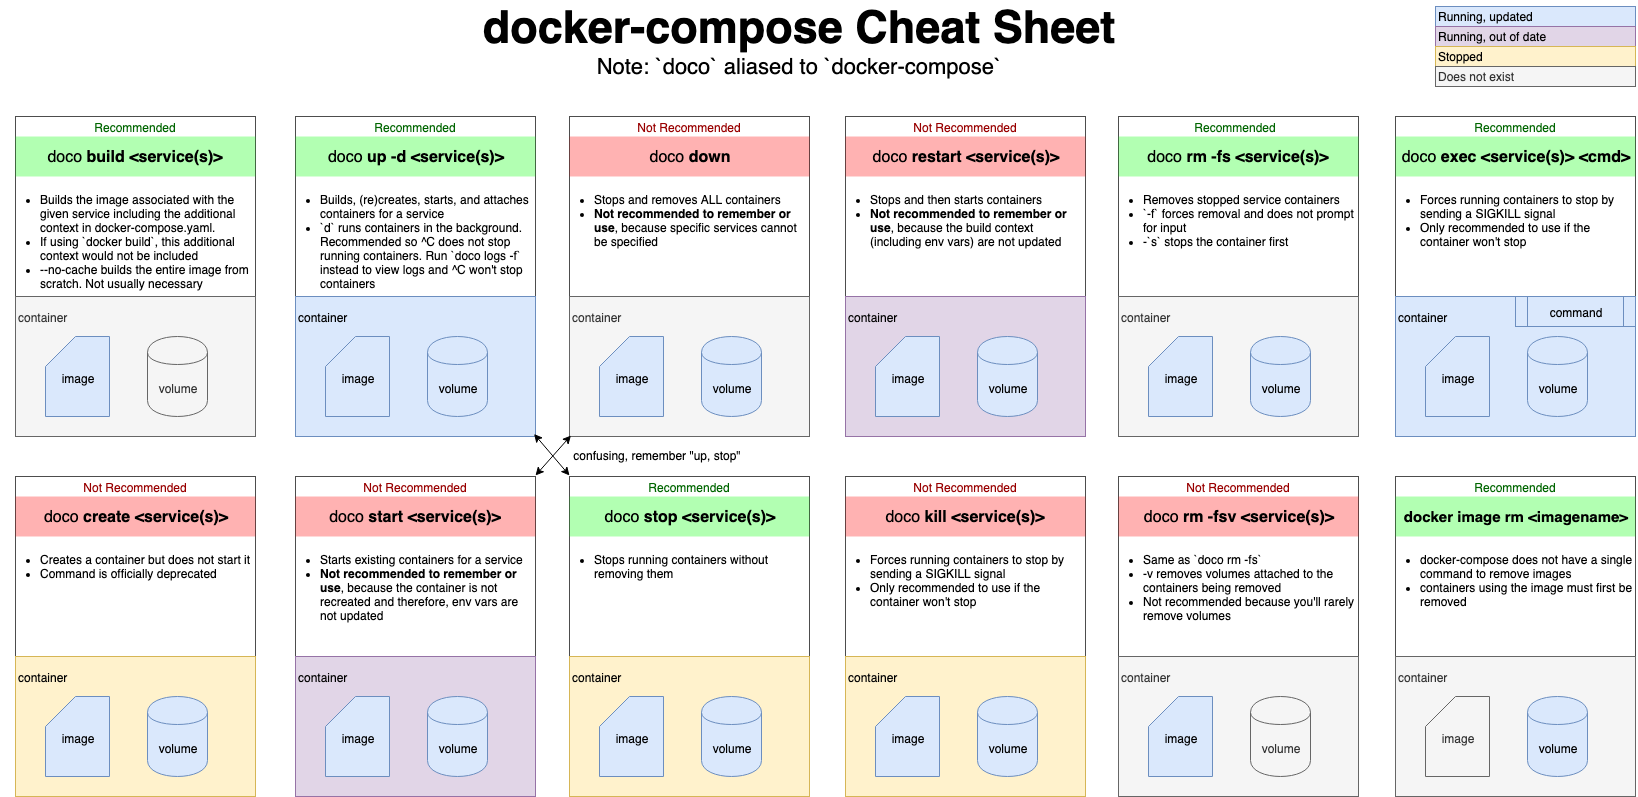 docker-compose Cheat Sheet
Note: `doco` aliased to `docker-compose`
Running, updated
Running, out of date
Stopped
Does not exist
Recommended
doco build <service(s)>
• Builds the image associated with the
given service including the additional
context in docker-compose.yaml.
• If using `docker build`, this additional
context would not be included
• --no-cache builds the entire image from
scratch. Not usually necessary
container
image
volume
Recommended
doco up -d <service(s)>
• Builds, (re)creates, starts, and attaches
containers for a service
• `d` runs containers in the background.
Recommended so ^C does not stop
running containers. Run `doco logs -f`
instead to view logs and ^C won't stop
containers
container
image
volume
Not Recommended
doco down
• Stops and removes ALL containers
• Not recommended to remember or
use, because specific services cannot
be specified
container
image
volume
Not Recommended
doco restart <service(s)>
• Stops and then starts containers
• Not recommended to remember or
use, because the build context
(including env vars) are not updated
container
image
volume
Recommended
doco rm -fs <service(s)>
• Removes stopped service containers
• `-f` forces removal and does not prompt
for input
• -`s` stops the container first
container
image
volume
Recommended
doco exec <service(s)> <cmd>
• Forces running containers to stop by
sending a SIGKILL signal
• Only recommended to use if the
container won't stop
container
command
image
volume
confusing, remember "up, stop"
Not Recommended
doco create <service(s)>
• Creates a container but does not start it
• Command is officially deprecated
container
image
volume
Not Recommended
doco start <service(s)>
• Starts existing containers for a service
• Not recommended to remember or
use, because the container is not
recreated and therefore, env vars are
not updated
container
image
volume
Recommended
doco stop <service(s)>
• Stops running containers without
removing them
container
image
volume
Not Recommended
doco kill <service(s)>
• Forces running containers to stop by
sending a SIGKILL signal
• Only recommended to use if the
container won't stop
container
image
volume
Not Recommended
doco rm -fsv <service(s)>
• Same as `doco rm -fs`
• -v removes volumes attached to the
containers being removed
• Not recommended because you'll rarely
remove volumes
container
image
volume
Recommended
docker image rm <imagename>
• docker-compose does not have a single
command to remove images
• containers using the image must first be
removed
container
image
volume